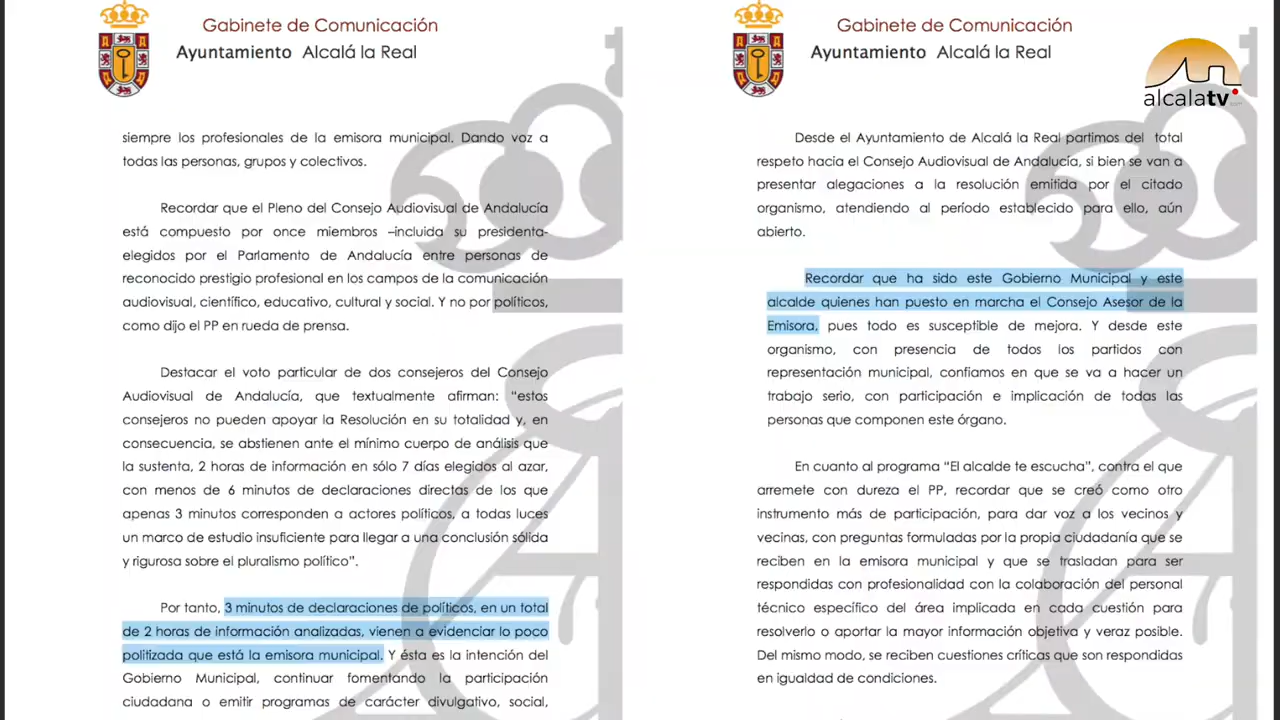 Gabinete de Comunicación
Ayuntamiento Alcalá la Real
siempre los profesionales de la emisora municipal. Dando voz a
todas las personas, grupos y colectivos.
Recordar que el Pleno del Consejo Audiovisual de Andalucía
está compuesto por once miembros –incluida su presidenta-
elegidos por el Parlamento de Andalucía entre personas de
reconocido prestigio profesional en los campos de la comunicación
audiovisual, científico, educativo, cultural y social. Y no por políticos,
como dijo el PP en rueda de prensa.
Destacar el voto particular de dos consejeros del Consejo
Audiovisual de Andalucía, que textualmente afirman: “estos
consejeros no pueden apoyar la Resolución en su totalidad y, en
consecuencia, se abstienen ante el mínimo cuerpo de análisis que
la sustenta, 2 horas de información en sólo 7 días elegidos al azar,
con menos de 6 minutos de declaraciones directas de los que
apenas 3 minutos corresponden a actores políticos, a todas luces
un marco de estudio insuficiente para llegar a una conclusión sólida
y rigurosa sobre el pluralismo político”.
Por tanto, 3 minutos de declaraciones de políticos, en un total
de 2 horas de información analizadas, vienen a evidenciar lo poco
politizada que está la emisora municipal. Y ésta es la intención del
Gobierno Municipal, continuar fomentando la participación
ciudadana o emitir programas de carácter divulgativo, social,
Gabinete de Comunicación
Ayuntamiento Alcalá la Real
alcalatv.com
Desde el Ayuntamiento de Alcalá la Real partimos del total
respeto hacia el Consejo Audiovisual de Andalucía, si bien se van a
presentar alegaciones a la resolución emitida por el citado
organismo, atendiendo al período establecido para ello, aún
abierto.
Recordar que ha sido este Gobierno Municipal y este
alcalde quienes han puesto en marcha el Consejo Asesor de la
Emisora, pues todo es susceptible de mejora. Y desde este
organismo, con presencia de todos los partidos con
representación municipal, confiamos en que se va a hacer un
trabajo serio, con participación e implicación de todas las
personas que componen este órgano.
En cuanto al programa “El alcalde te escucha”, contra el que
arremete con dureza el PP, recordar que se creó como otro
instrumento más de participación, para dar voz a los vecinos y
vecinas, con preguntas formuladas por la propia ciudadanía que se
reciben en la emisora municipal y que se trasladan para ser
respondidas con profesionalidad con la colaboración del personal
técnico específico del área implicada en cada cuestión para
resolverlo o aportar la mayor información objetiva y veraz posible.
Del mismo modo, se reciben cuestiones críticas que son respondidas
en igualdad de condiciones.